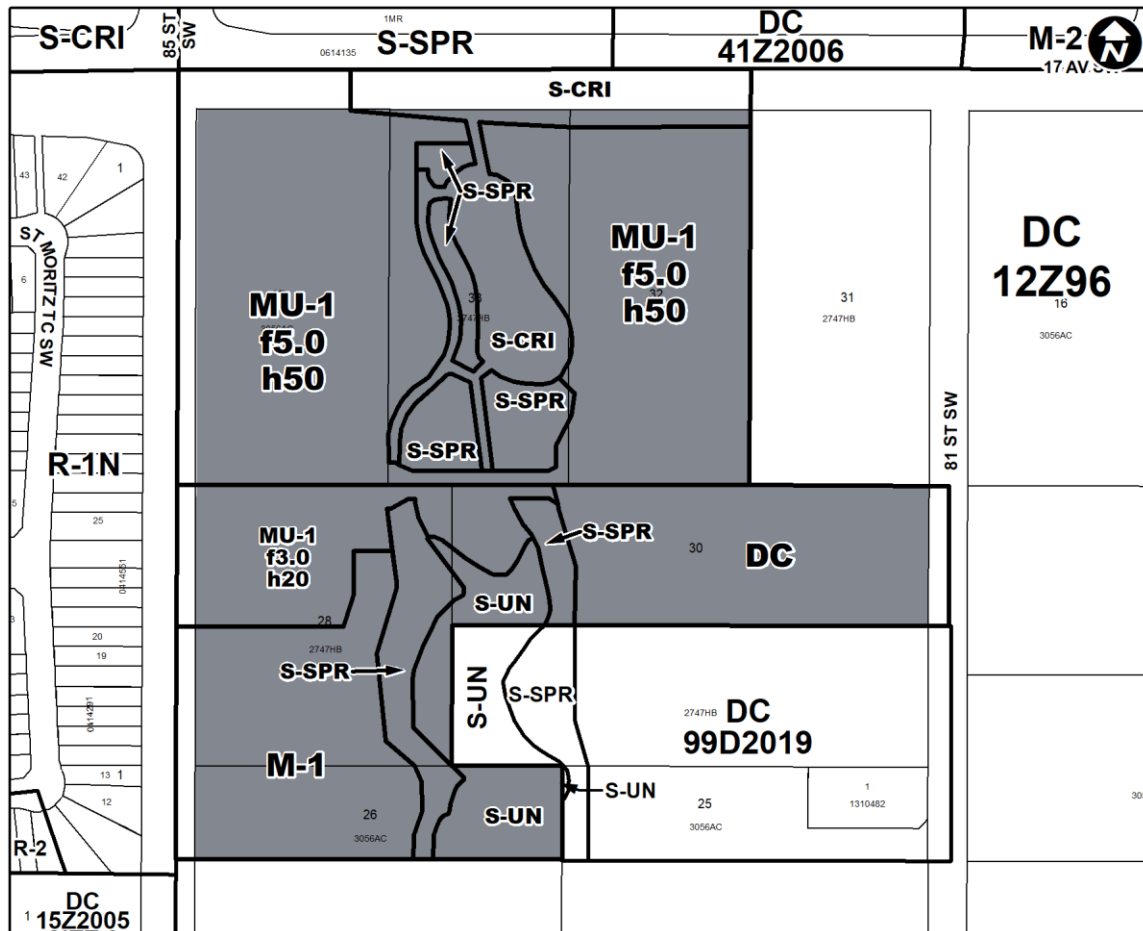 S-CRI
85 ST
SW
1MR
0614135
S-SPR
DC
41Z2006
M-2
N
17 AV
S-CRI
43
42
1
S-SPR
ST MORITZ TC SW
6
MU-1
f5.0
h50
MU-1
f5.0
h50
33
2747HB
S-CRI
31
2747HB
DC
12Z96
16
3056AC
S-SPR
S-SPR
R-1N
81 ST SW
25
0414551
MU-1
f3.0
h20
S-SPR
30
DC
S-UN
28
2747HB
20
19
S-SPR
S-UN
S-SPR
0414291
2747HB
DC
99D2019
M-1
13
1
12
S-UN
1
1310482
26
3056AC
S-UN
25
3056AC
R-2
DC
1
15Z2005